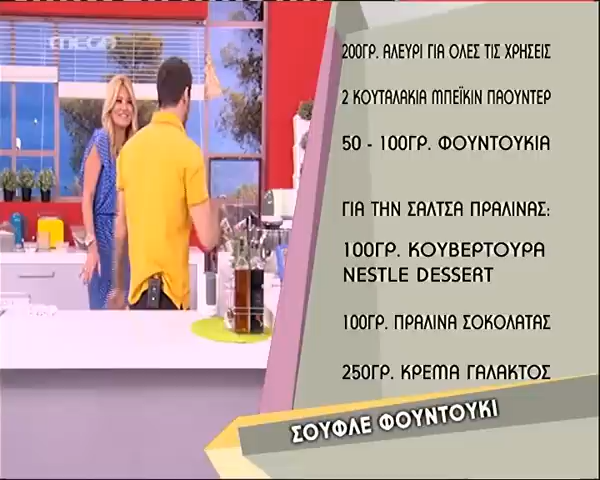 mega
200ΓΡ. ΑΛΕΥΡΙ ΓΙΑ ΟΛΕΣ ΤΙΣ ΧΡΗΣΕΙΣ
2 ΚΟΥΤΑΛΑΚΙΑ ΜΠΕΪΚΙΝ ΠΑΟΥΝΤΕΡ
50 - 100ΓΡ. ΦΟΥΝΤΟΥΚΙΑ
ΓΙΑ ΤΗΝ ΣΑΛΤΣΑ ΠΡΑΛΙΝΑΣ:
100ΓΡ. ΚΟΥΒΕΡΤΟΥΡΑ
NESTLE DESSERT
100ΓΡ. ΠΡΑΛΙΝΑ ΣΟΚΟΛΑΤΑΣ
250ΓΡ. ΚΡΕΜΑ ΓΑΛΑΚΤΟΣ
ΣΟΥΦΛΕ ΦΟΥΝΤΟΥΚΙ